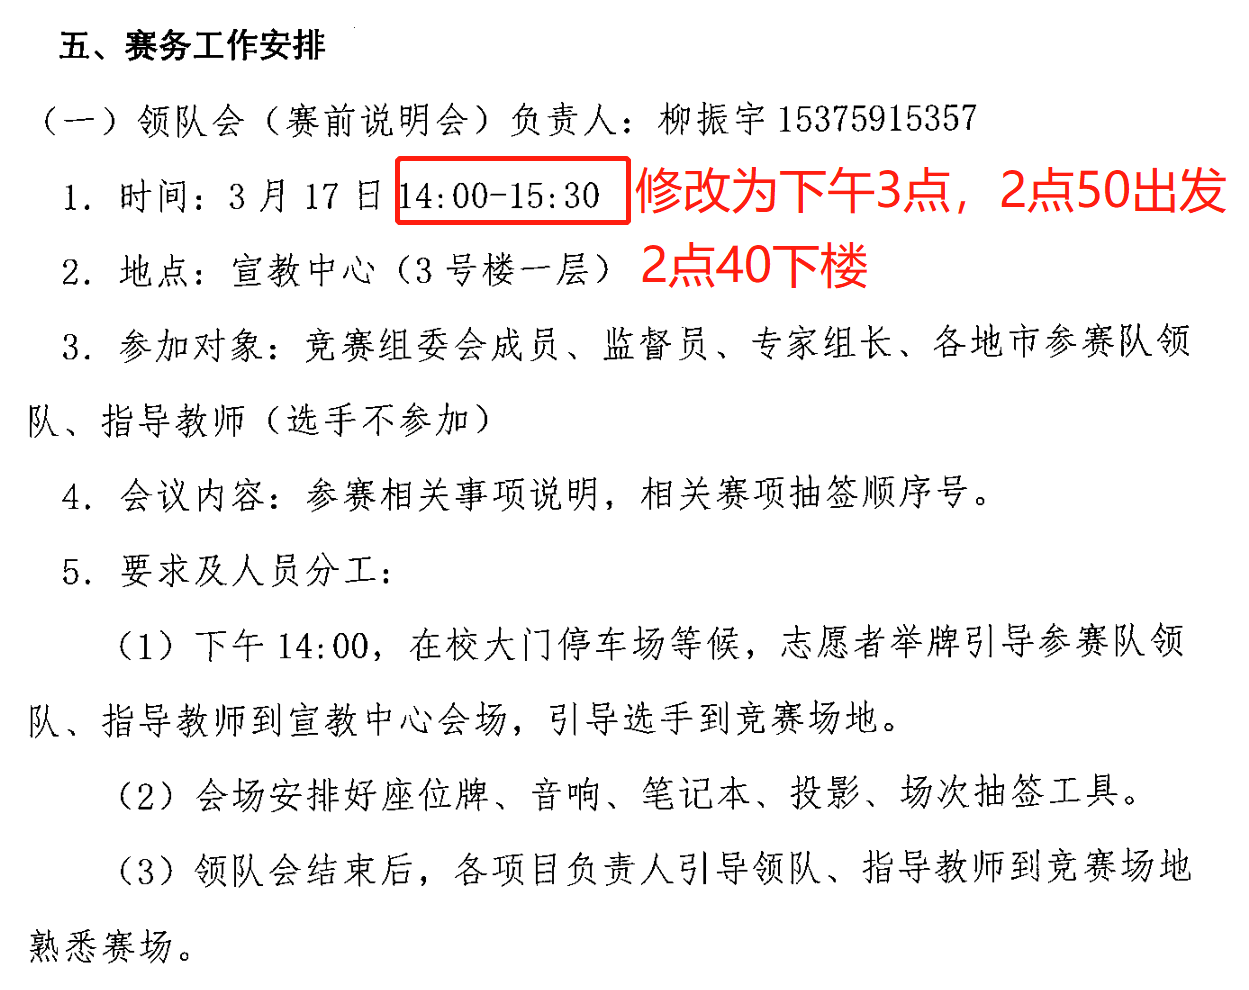 五、赛务工作安排
（一）领队会（赛前说明会）负责人：柳振宇 15375915357
1. 时间：3 月 17 日 14:00-15:30 修改为下午3点，2点50出发
2. 地点：宣教中心（3 号楼一层） 2点40下楼
3. 参加对象：竞赛组委会成员、监督员、专家组长、各地市参赛队领
队、指导教师（选手不参加）
4. 会议内容：参赛相关事项说明，相关赛项抽签顺序号。
5. 要求及人员分工：
（1）下午 14:00，在校大门停车场等候，志愿者举牌引导参赛队领
队、指导教师到宣教中心会场，引导选手到竞赛场地。
（2）会场安排好座位牌、音响、笔记本、投影、场次抽签工具。
（3）领队会结束后，各项目负责人引导领队、指导教师到竞赛场地
熟悉赛场。